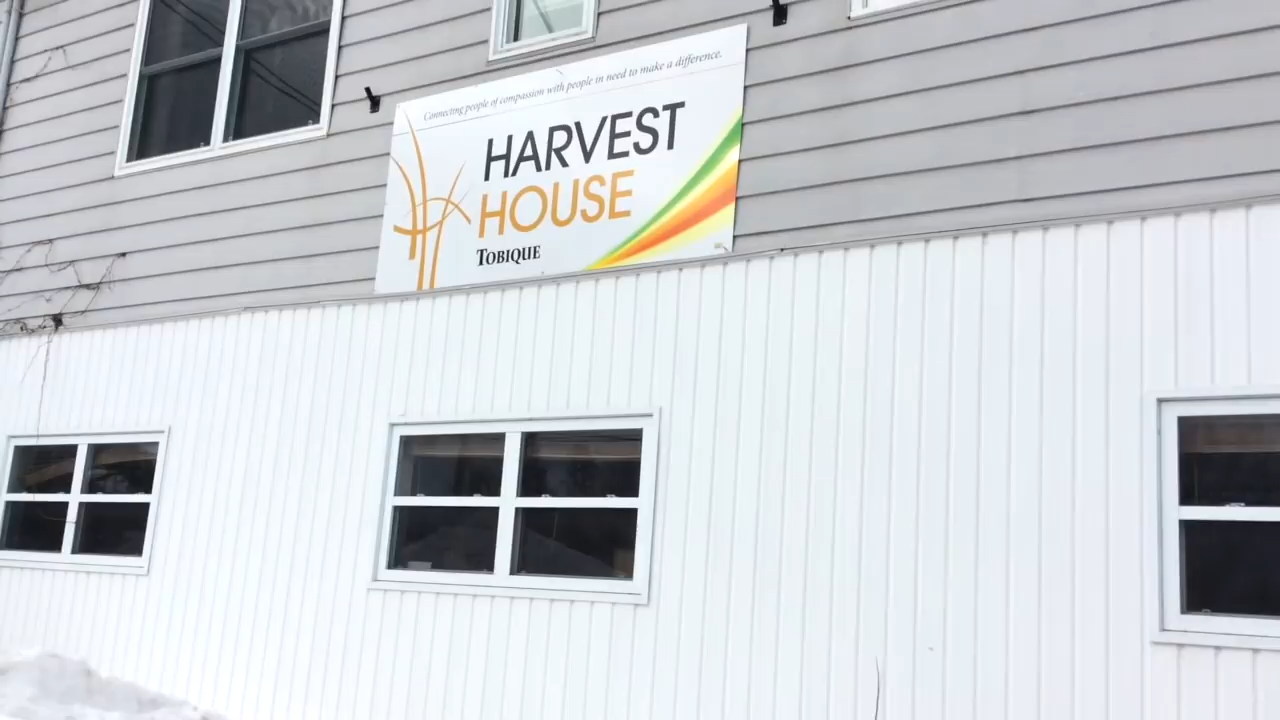 Connecting people of compassion with people in need to make a difference.
HARVEST
HOUSE
TOBIQUE